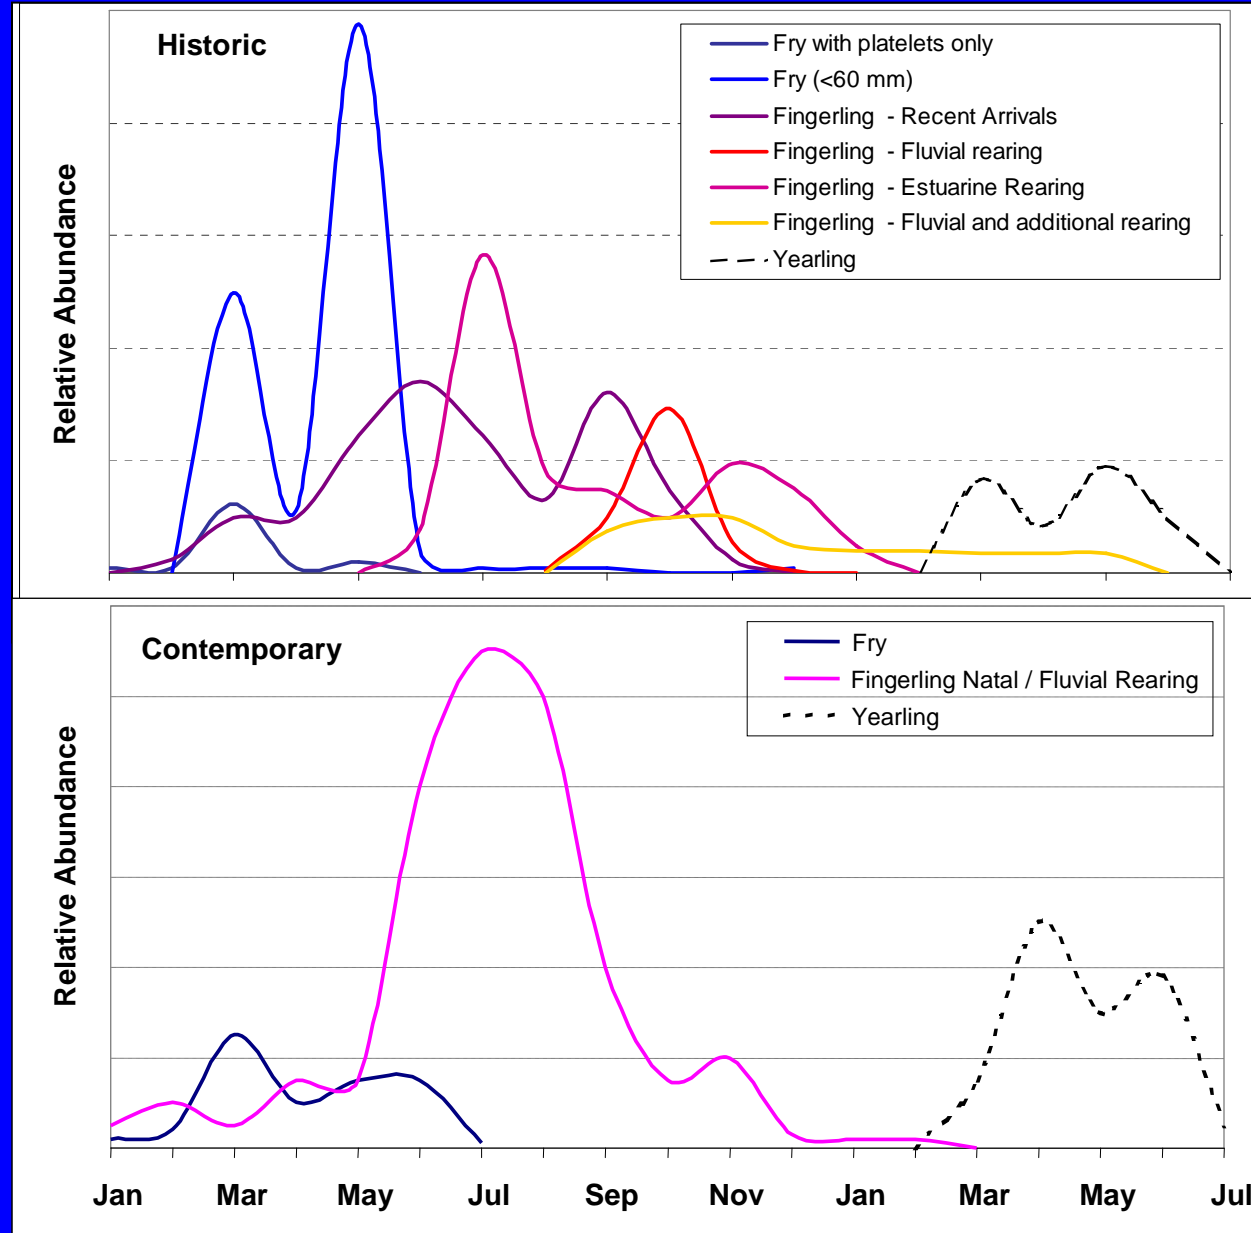 Historic
Fry with platelets only
Fry (<60 mm)
Fingerling - Recent Arrivals
Fingerling - Fluvial rearing
Fingerling - Estuarine Rearing
Fingerling - Fluvial and additional rearing
Yearling
Relative Abundance
Contemporary
Fry
Fingerling Natal / Fluvial Rearing
Yearling
Relative Abundance
Jan Mar May Jul Sep Nov Jan Mar May Jul